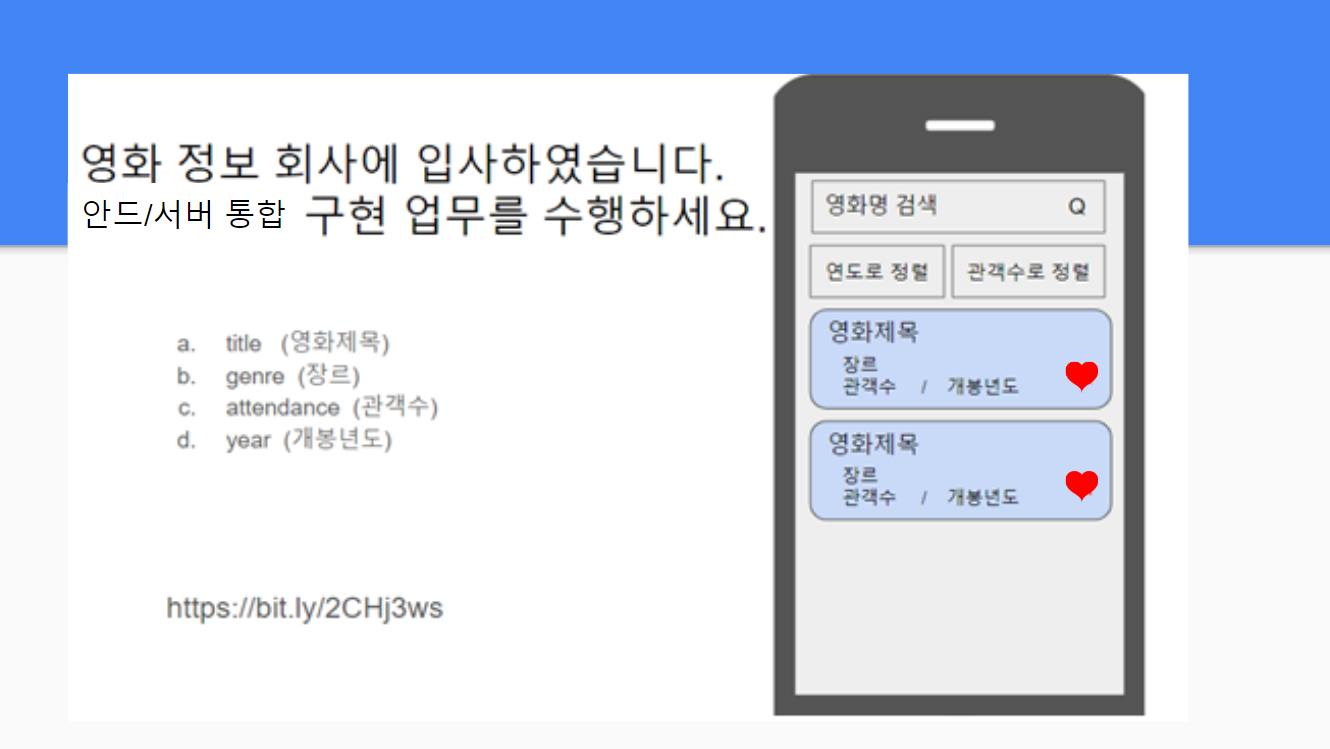 영화 정보 회사에 입사하였습니다.
안드/서버 통합 구현 업무를 수행하세요.
a. title (영화제목)
b. genre (장르)
c. attendance (관객수)
d. year (개봉년도)
https://bit.ly/2CHj3ws
영화명 검색 Q
연도로 정렬 관객수로 정렬
영화제목
장르
관객수 / 개봉년도
영화제목
장르
관객수 / 개봉년도